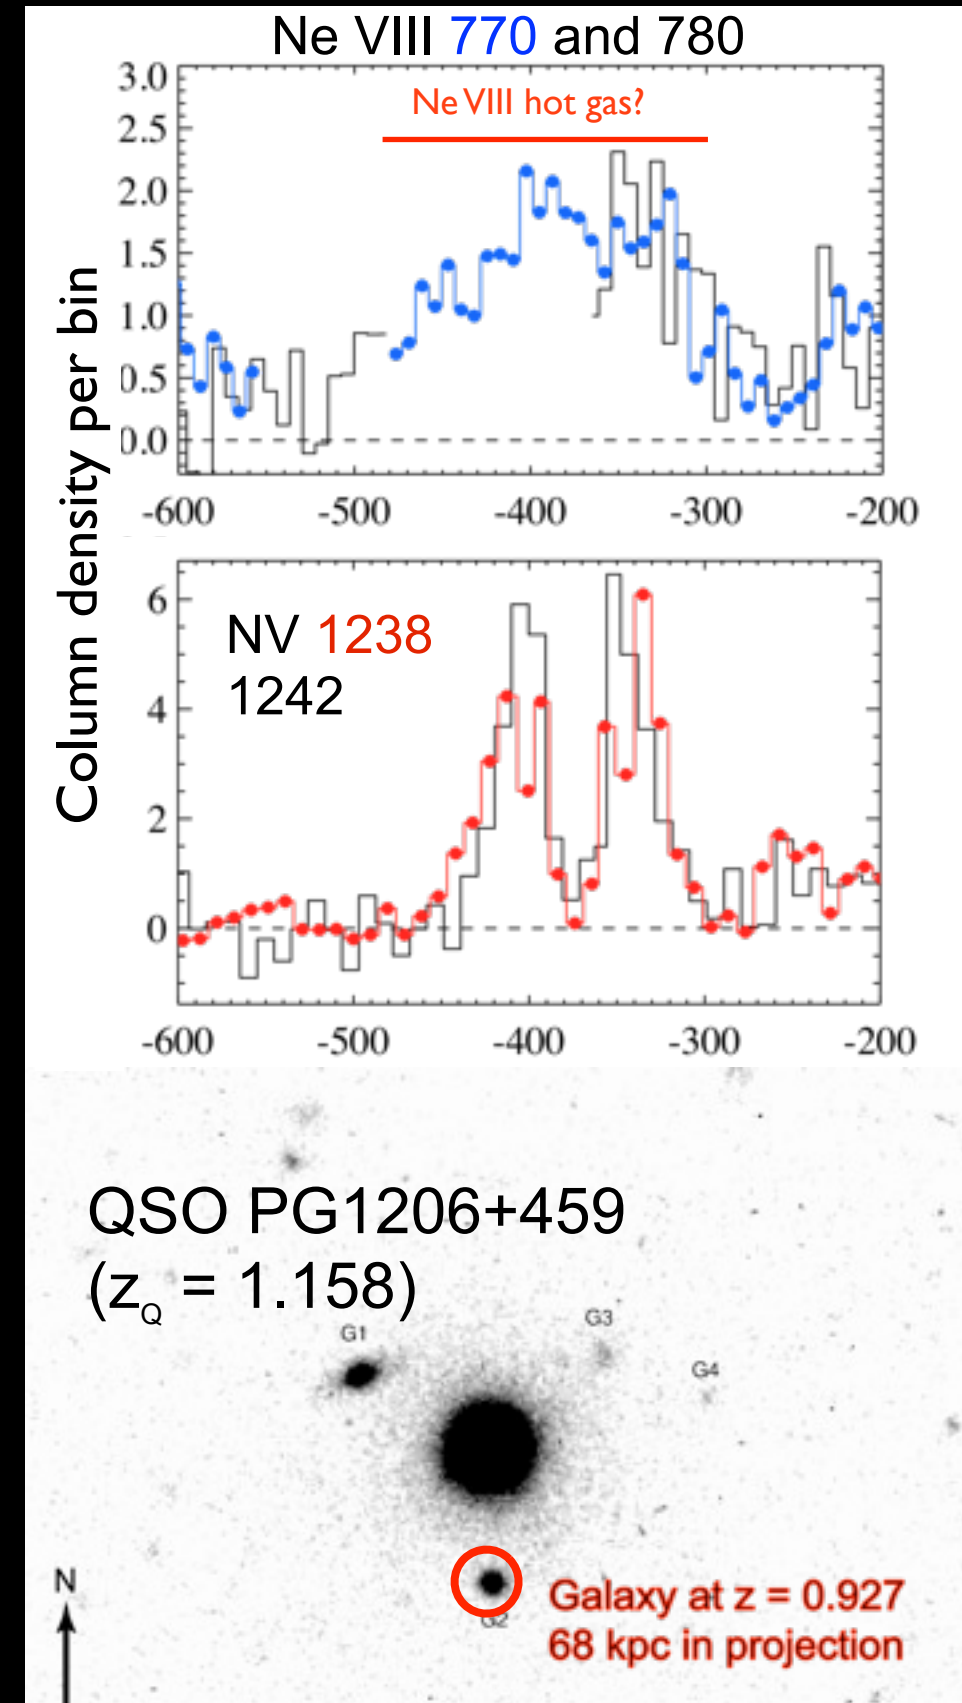 Ne VIII 770 and 780
Ne VIII hot gas?
3.0
2.5
2.0
1.5
1.0
0.5
0.0
-600 -500 -400 -300 -200
Column density per bin
NV 1238
1242
6
4
2
0
-600 -500 -400 -300 -200
QSO PG1206+459
(zQ = 1.158)
G1
G3
G4
G2
N
Galaxy at z = 0.927
68 kpc in projection